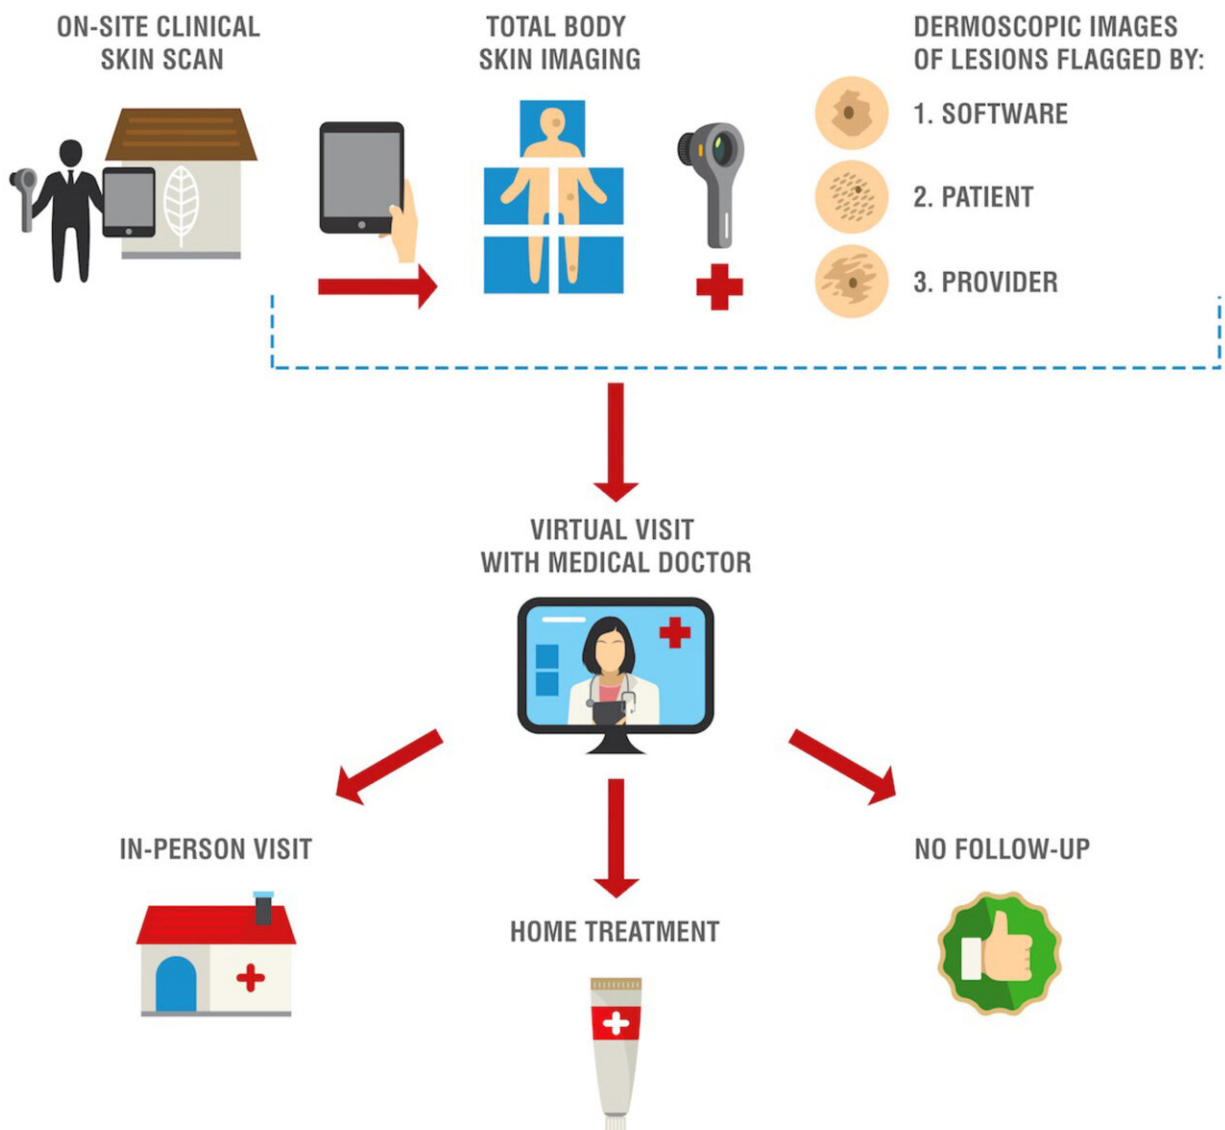 ON-SITE CLINICAL
SKIN SCAN
TOTAL BODY
SKIN IMAGING
DERMOSCOPIC IMAGES
OF LESIONS FLAGGED BY:
1. SOFTWARE
2. PATIENT
3. PROVIDER
VIRTUAL VISIT
WITH MEDICAL DOCTOR
IN-PERSON VISIT
HOME TREATMENT
NO FOLLOW-UP